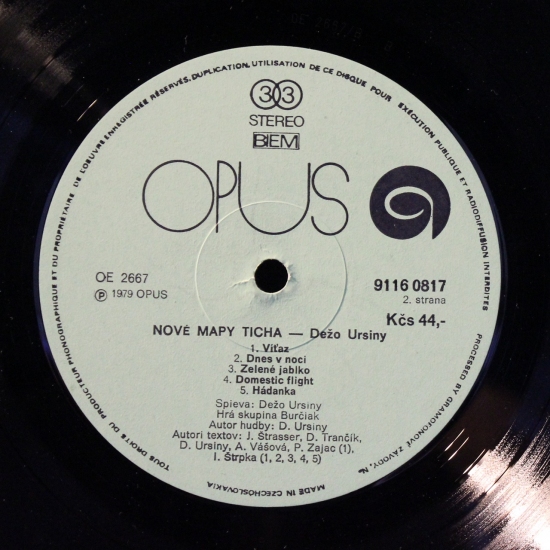 33
STEREO
BIEM
OPUS
OE 2667
Ⓟ 1979 OPUS
9116 0817
2. strana
Kčs 44,-
NOVÉ MAPY TICHA — Dežo Ursiny
1. Víťaz
2. Dnes v noci
3. Zelené jablko
4. Domestic flight
5. Hádanka
Spieva: Dežo Ursiny
Hrá skupina Burčiak
Autor hudby: D. Ursiny
Autori textov: J. Štrasser, D. Trančík,
D. Ursiny, A. Vášová, P. Zajac (1).
I. Štrpka (1, 2, 3, 4, 5)
TOUS DROITS DU PRODUCTEUR PHONOGRAPHIQUE ET DU PROPRIÉTAIRE DE L'OEUVRE ENREGISTRÉE RÉSERVÉS. DUPLICATION, UTILISATION DE CE DISQUE POUR EXÉCUTION PUBLIQUE ET RADIODIFFUSION INTERDITES
PROCESSED BY GRAMOFONOVÉ ZÁVODY, N.
MADE IN CZECHOSLOVAKIA